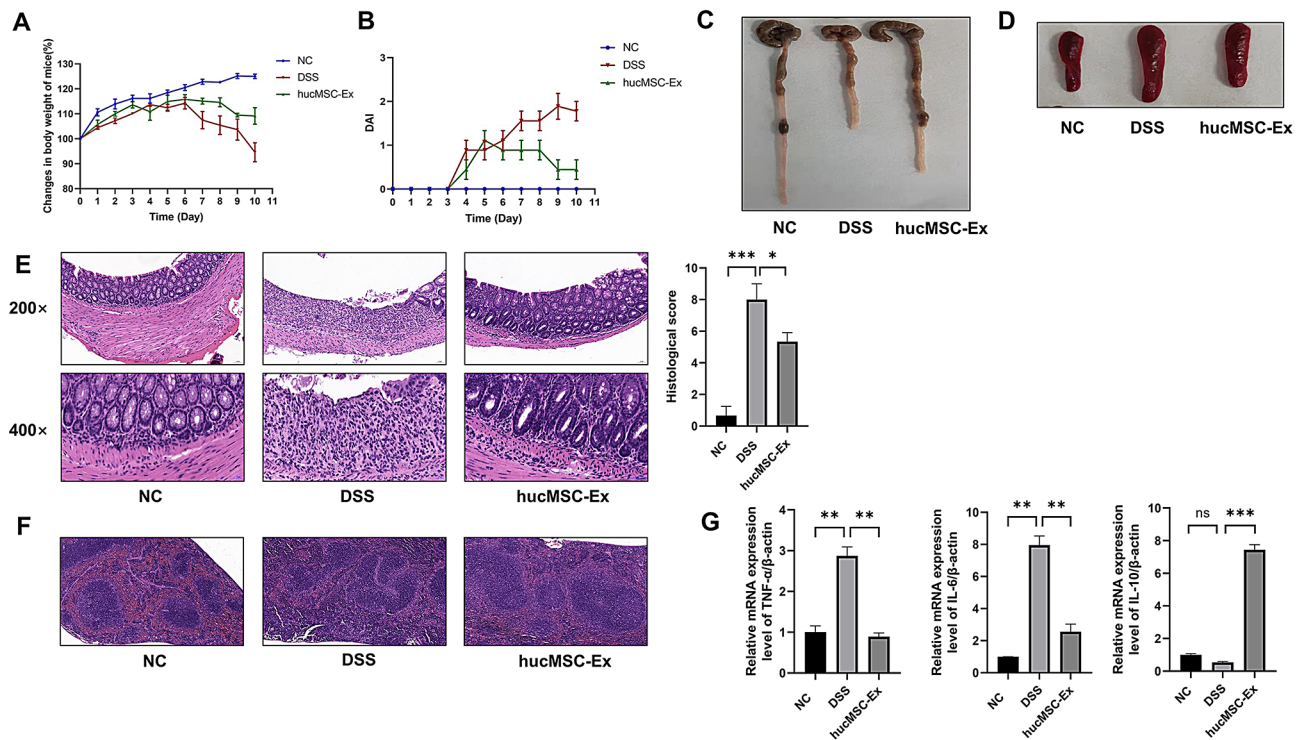 A
Changes in body weight of mice(%)
130
120
110
100
90
80
0 1 2 3 4 5 6 7 8 9 10 11
Time (Day)
NC
DSS
hucMSC-Ex
B
DAI
3
2
1
0
0 1 2 3 4 5 6 7 8 9 10 11
Time (Day)
NC
DSS
hucMSC-Ex
C
NC DSS hucMSC-Ex
D
NC DSS hucMSC-Ex
E
200×
400×
NC DSS hucMSC-Ex
Histological score
10
8
6
4
2
0
*** *
NC DSS hucMSC-Ex
F
NC DSS hucMSC-Ex
G
Relative mRNA expression
level of TNF-α/β-actin
4
3
2
1
0
** **
NC DSS hucMSC-Ex
Relative mRNA expression
level of IL-6/β-actin
10
8
6
4
2
0
** **
NC DSS hucMSC-Ex
Relative mRNA expression
level of IL-10/β-actin
10
8
6
4
2
0
ns ***
NC DSS hucMSC-Ex